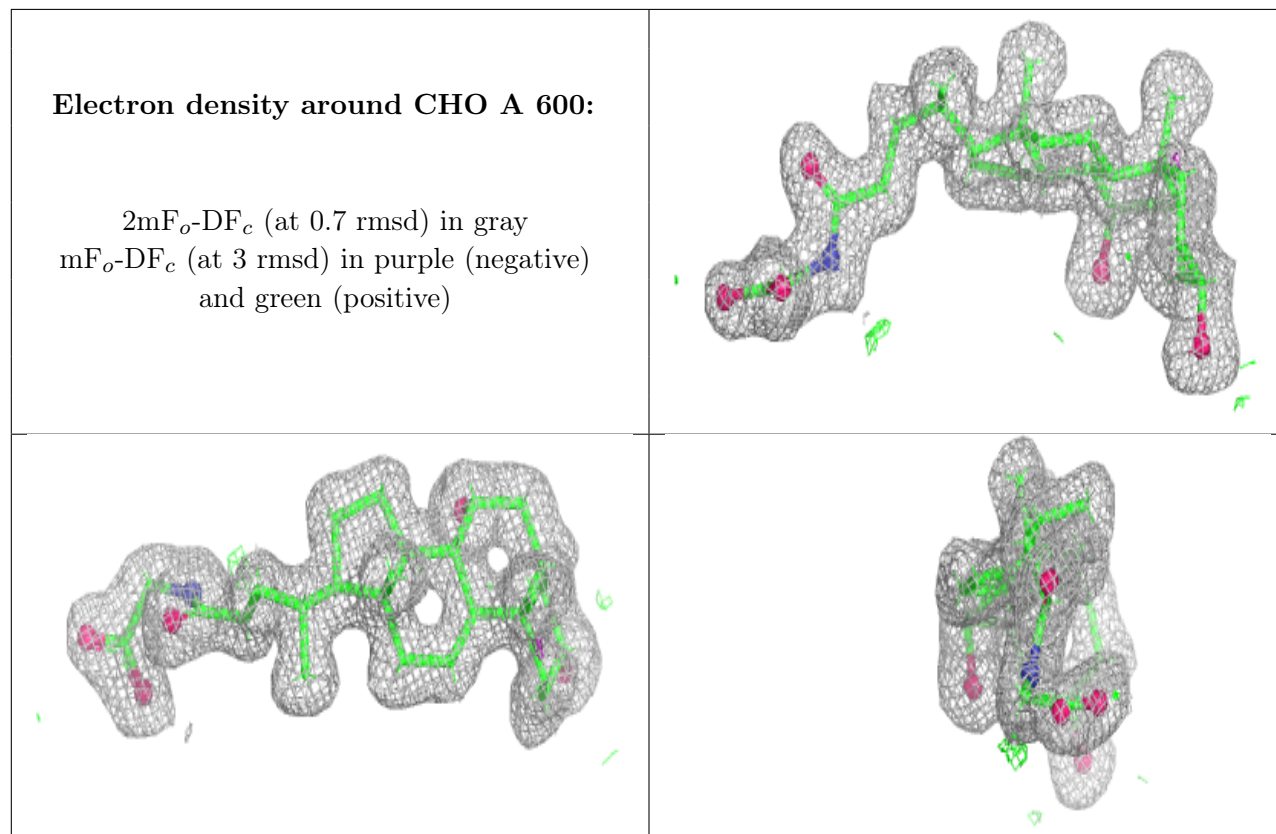 Electron density around CHO A 600:
2mFo-DFc (at 0.7 rmsd) in gray
mFo-DFc (at 3 rmsd) in purple (negative)
and green (positive)